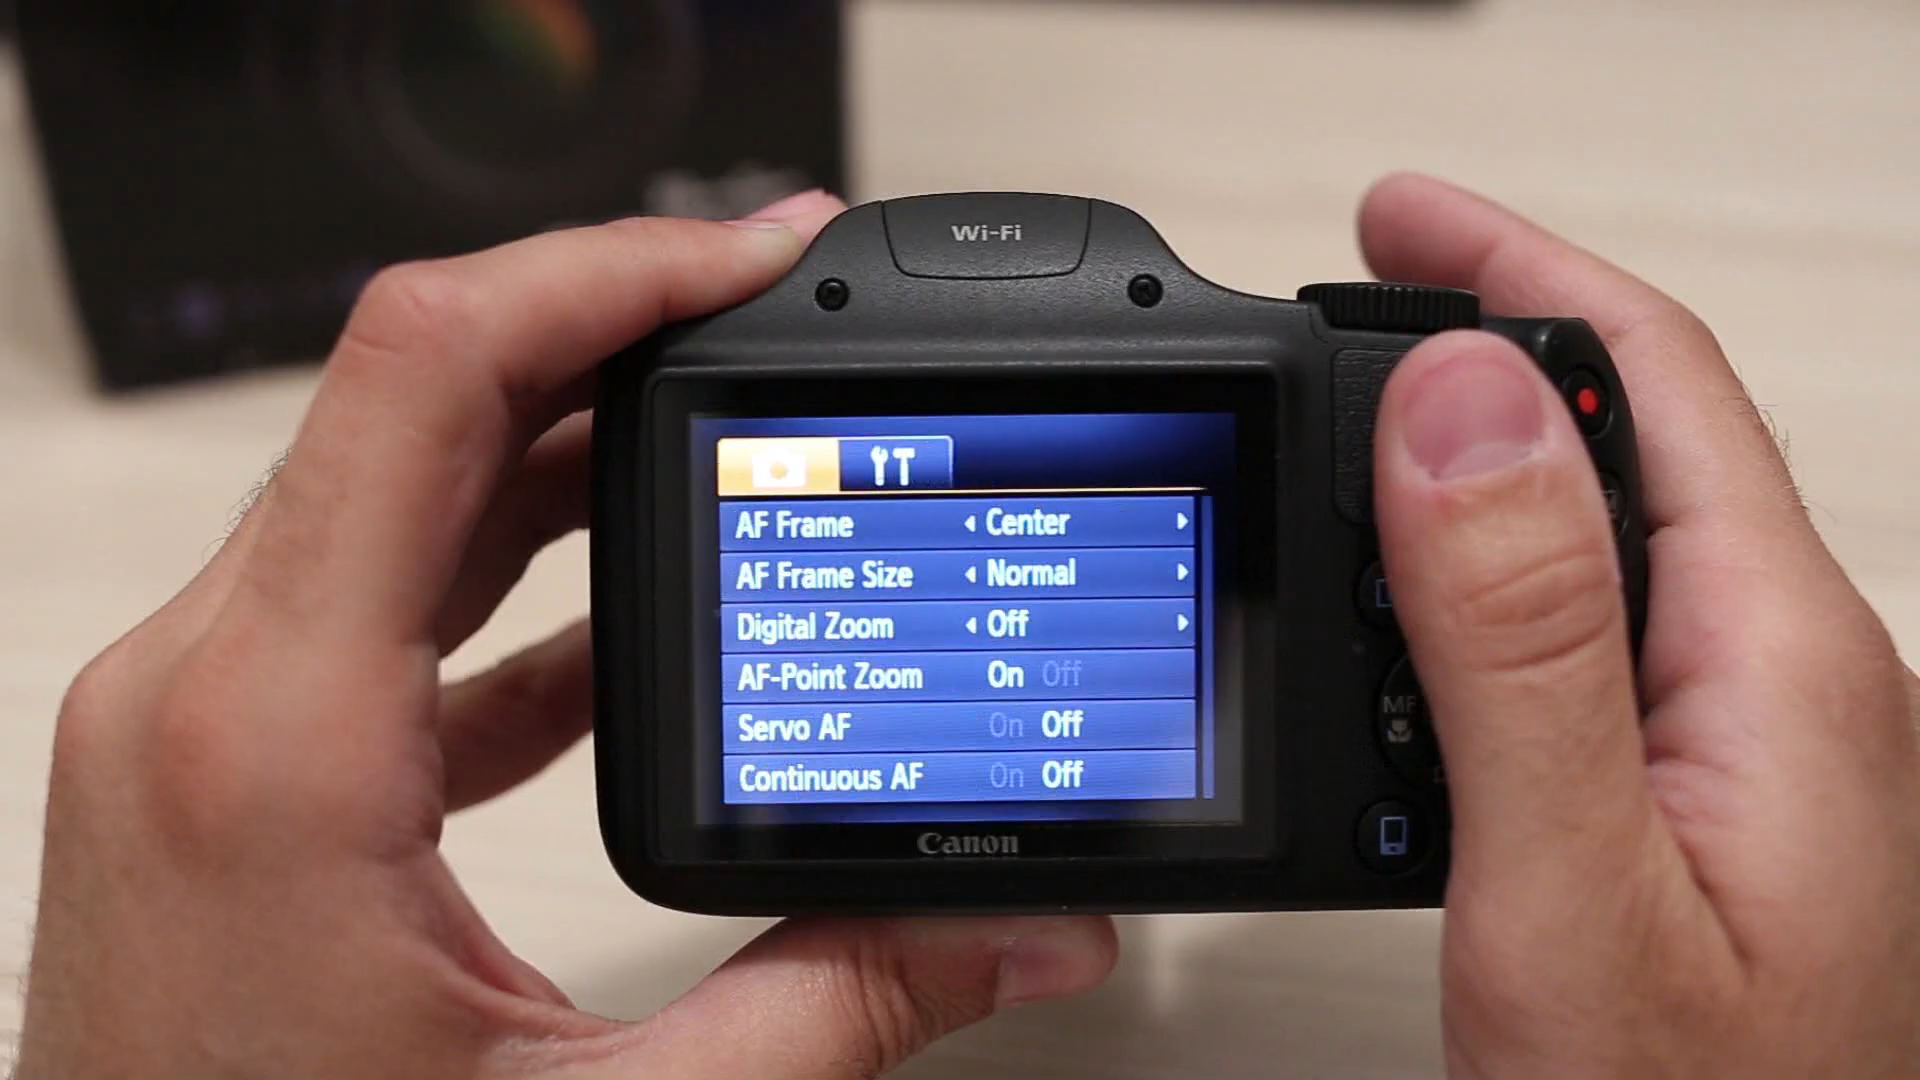 Wi-Fi
AF Frame Center
AF Frame Size Normal
Digital Zoom Off
AF-Point Zoom On Off
Servo AF On Off
Continuous AF On Off
MF
Canon